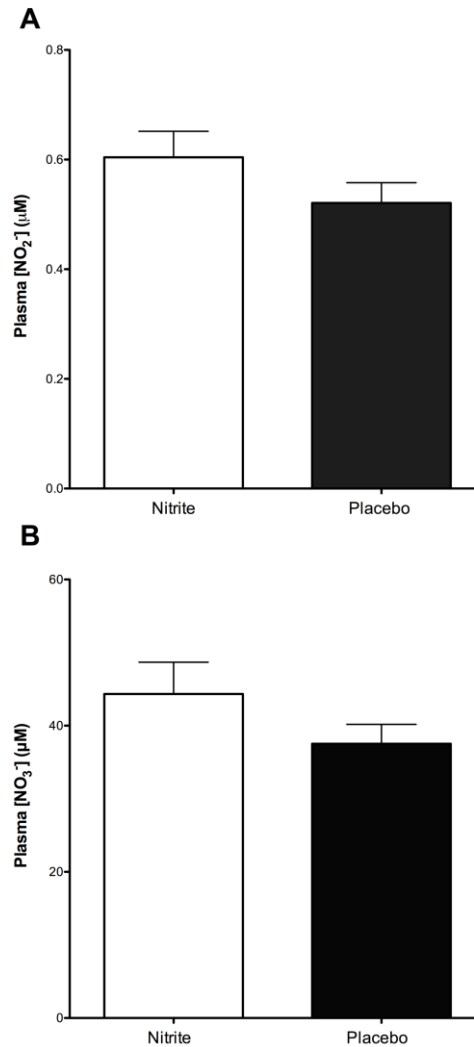 A
0.8
0.6
0.4
0.2
0.0
Plasma [NO₂⁻] (μM)
Nitrite Placebo
B
60
40
20
0
Plasma [NO₃⁻] (μM)
Nitrite Placebo